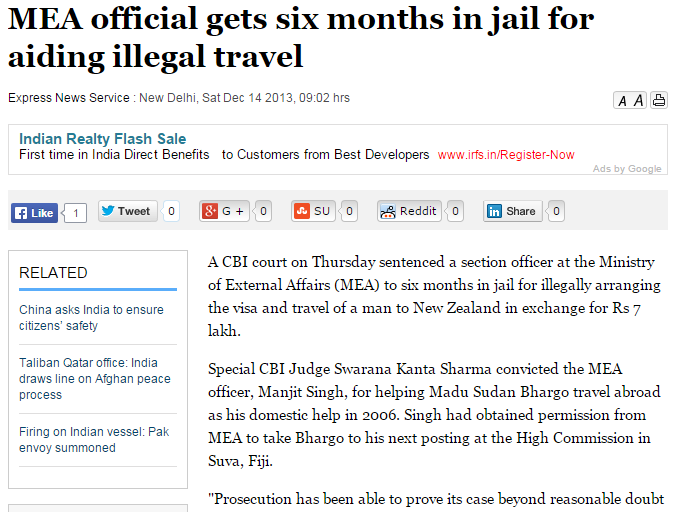 MEA official gets six months in jail for
aiding illegal travel
Express News Service : New Delhi, Sat Dec 14 2013, 09:02 hrs
A A
Indian Realty Flash Sale
First time in India Direct Benefits to Customers from Best Developers www.irfs.in/Register-Now
Ads by Google
Like 1 Tweet 0 G + 0 SU 0 Reddit 0 Share 0
RELATED
China asks India to ensure
citizens' safety
Taliban Qatar office: India
draws line on Afghan peace
process
Firing on Indian vessel: Pak
envoy summoned
A CBI court on Thursday sentenced a section officer at the Ministry
of External Affairs (MEA) to six months in jail for illegally arranging
the visa and travel of a man to New Zealand in exchange for Rs 7
lakh.
Special CBI Judge Swarana Kanta Sharma convicted the MEA
officer, Manjit Singh, for helping Madu Sudan Bhargo travel abroad
as his domestic help in 2006. Singh had obtained permission from
MEA to take Bhargo to his next posting at the High Commission in
Suva, Fiji.
"Prosecution has been able to prove its case beyond reasonable doubt